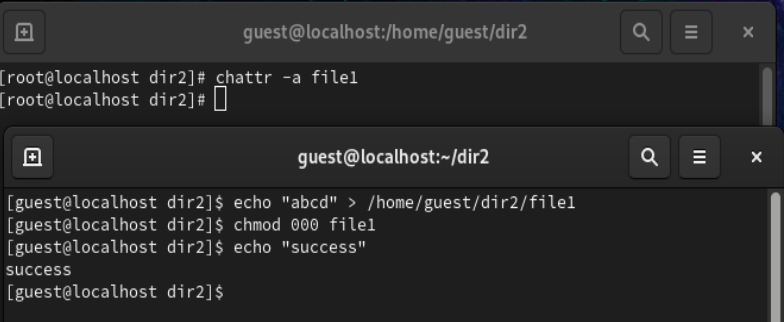 guest@localhost:/home/guest/dir2
[root@localhost dir2]# chattr -a file1
[root@localhost dir2]#
guest@localhost:~/dir2
[guest@localhost dir2]$ echo "abcd" > /home/guest/dir2/file1
[guest@localhost dir2]$ chmod 000 file1
[guest@localhost dir2]$ echo "success"
success
[guest@localhost dir2]$